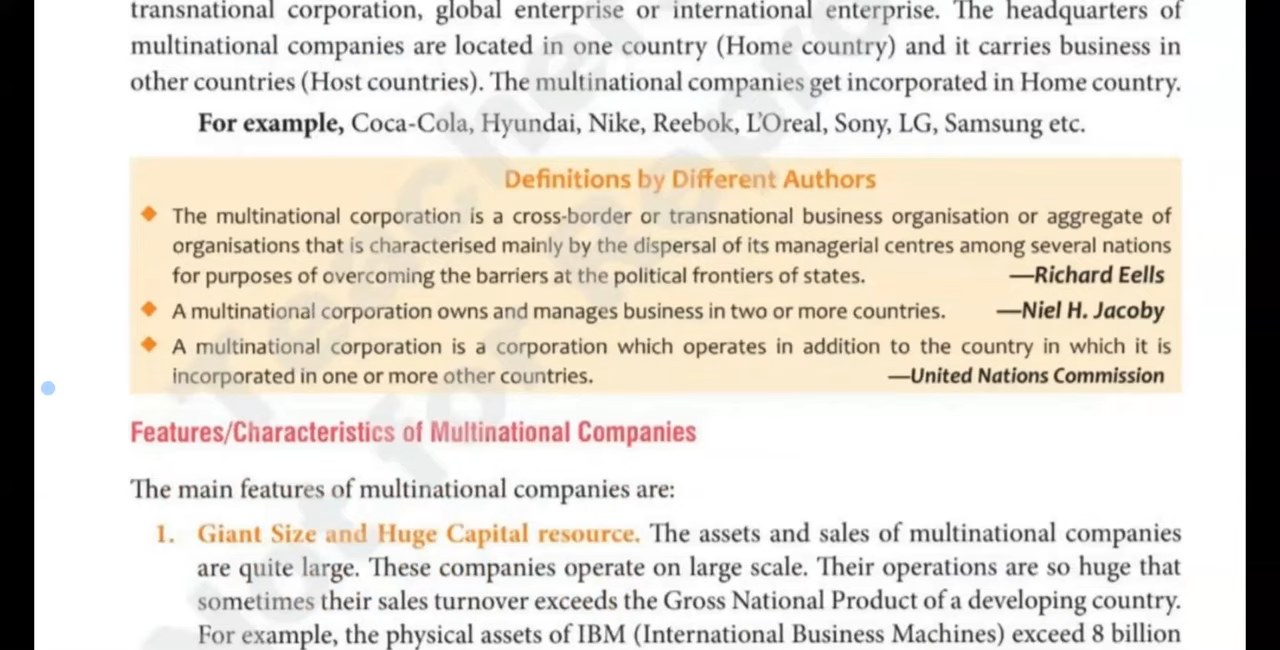 transnational corporation, global enterprise or international enterprise. The headquarters of
multinational companies are located in one country (Home country) and it carries business in
other countries (Host countries). The multinational companies get incorporated in Home country.
For example, Coca-Cola, Hyundai, Nike, Reebok, L'Oreal, Sony, LG, Samsung etc.
Definitions by Different Authors
◆ The multinational corporation is a cross-border or transnational business organisation or aggregate of
organisations that is characterised mainly by the dispersal of its managerial centres among several nations
for purposes of overcoming the barriers at the political frontiers of states. —Richard Eells
◆ A multinational corporation owns and manages business in two or more countries. —Niel H. Jacoby
◆ A multinational corporation is a corporation which operates in addition to the country in which it is
incorporated in one or more other countries. —United Nations Commission
Features/Characteristics of Multinational Companies
The main features of multinational companies are:
1. Giant Size and Huge Capital resource. The assets and sales of multinational companies
are quite large. These companies operate on large scale. Their operations are so huge that
sometimes their sales turnover exceeds the Gross National Product of a developing country.
For example, the physical assets of IBM (International Business Machines) exceed 8 billion